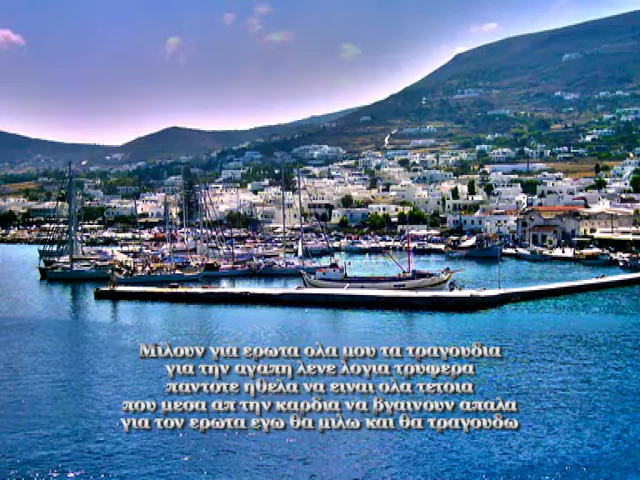 Μιλουν για ερωτα ολα μου τα τραγουδια
για την αγαπη λενε λογια τρυφερα
παντοτε ηθελα να ειναι ολα τετοια
που μεσα απ την καρδια να βγαινουν απαλα
για τον ερωτα εγω θα μιλω και θα τραγουδω